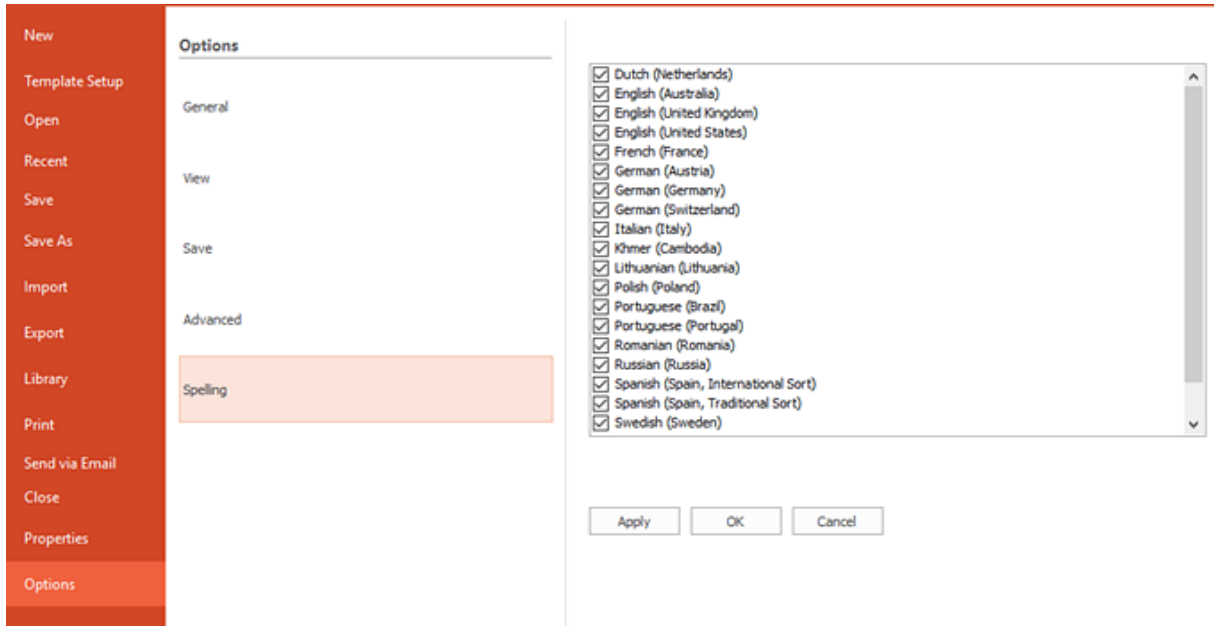 New
Template Setup
Open
Recent
Save
Save As
Import
Export
Library
Print
Send via Email
Close
Properties
Options
Options
General
View
Save
Advanced
Spelling
Dutch (Netherlands)
English (Australia)
English (United Kingdom)
English (United States)
French (France)
German (Austria)
German (Germany)
German (Switzerland)
Italian (Italy)
Khmer (Cambodia)
Lithuanian (Lithuania)
Polish (Poland)
Portuguese (Brazil)
Portuguese (Portugal)
Romanian (Romania)
Russian (Russia)
Spanish (Spain, International Sort)
Spanish (Spain, Traditional Sort)
Swedish (Sweden)
Apply
OK
Cancel